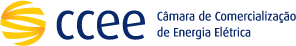 ccee
Câmara de Comercialização
de Energia Elétrica